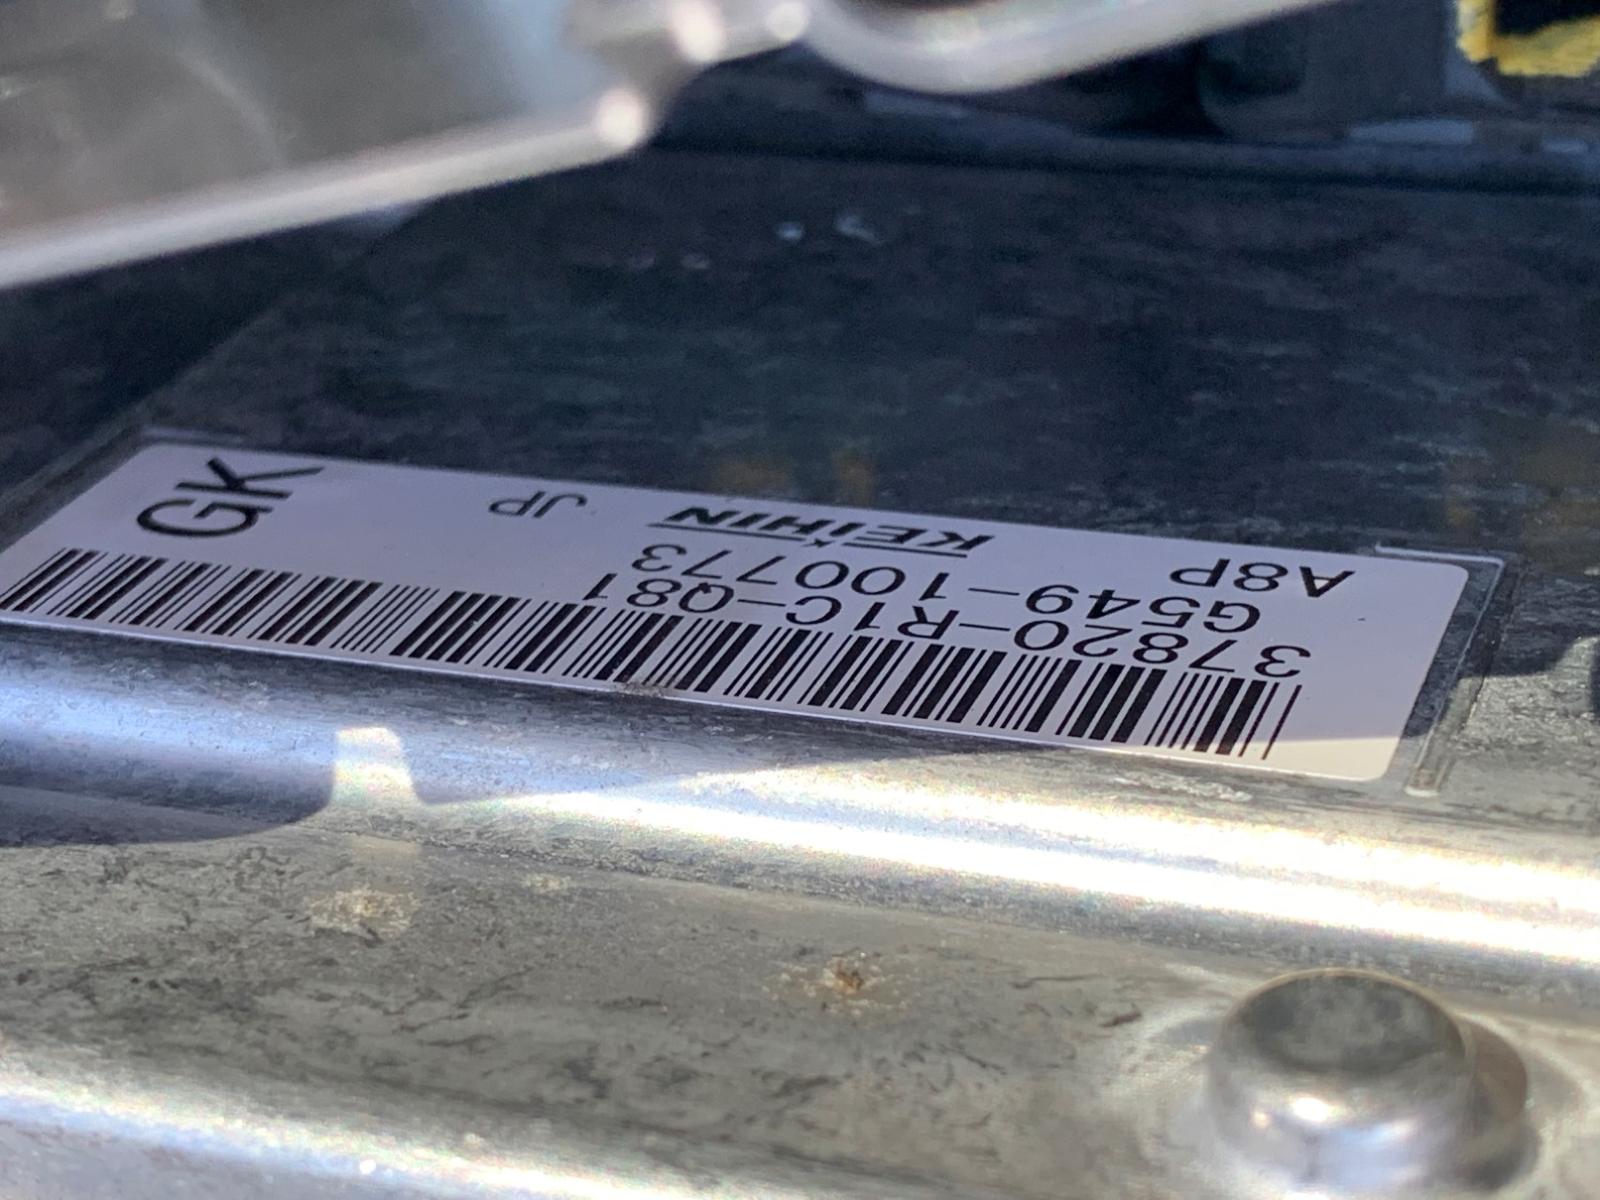 37820-R1C-Q81
G549-100773
A8P KEIHIN JP GK